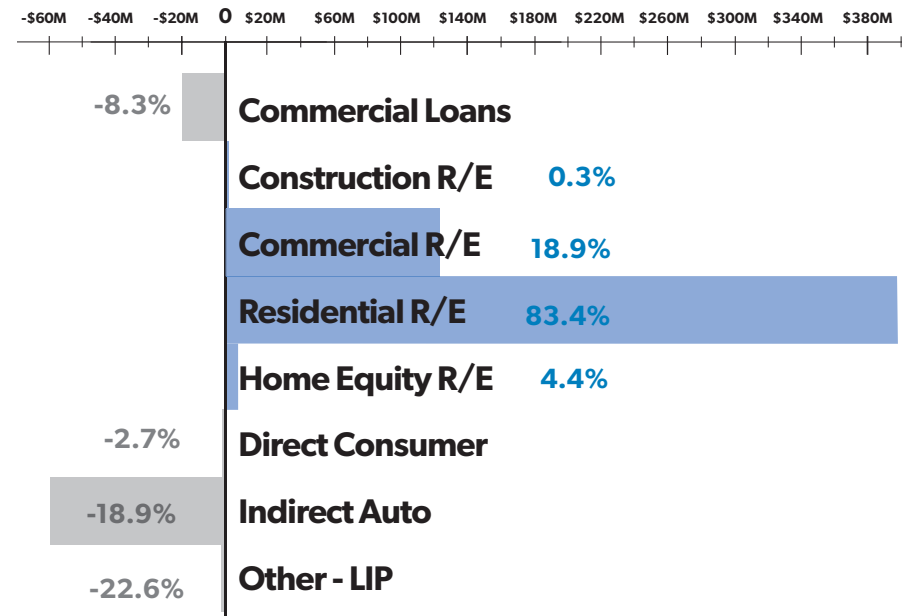 -$60M -$40M -$20M 0 $20M $60M $100M $140M $180M $220M $260M $300M $340M $380M
-8.3% Commercial Loans
Construction R/E 0.3%
Commercial R/E 18.9%
Residential R/E 83.4%
Home Equity R/E 4.4%
-2.7% Direct Consumer
-18.9% Indirect Auto
-22.6% Other - LIP